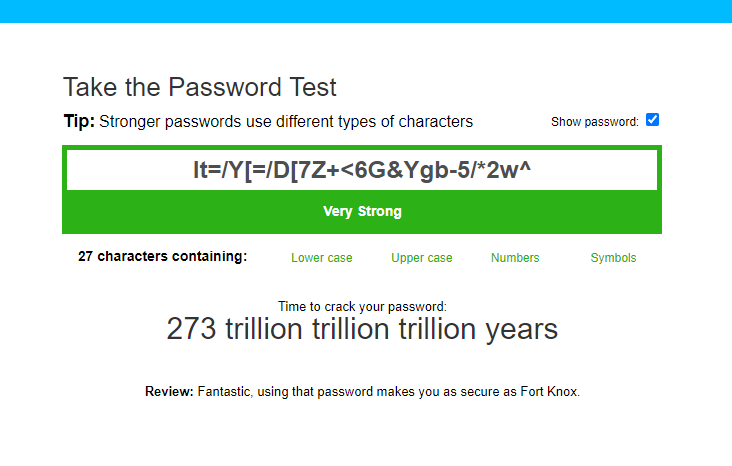 Take the Password Test
Tip: Stronger passwords use different types of characters
Show password:
lt=/Y[=/D[7Z+<6G&Ygb-5/*2w^
Very Strong
27 characters containing:
Lower case
Upper case
Numbers
Symbols
Time to crack your password:
273 trillion trillion trillion years
Review: Fantastic, using that password makes you as secure as Fort Knox.